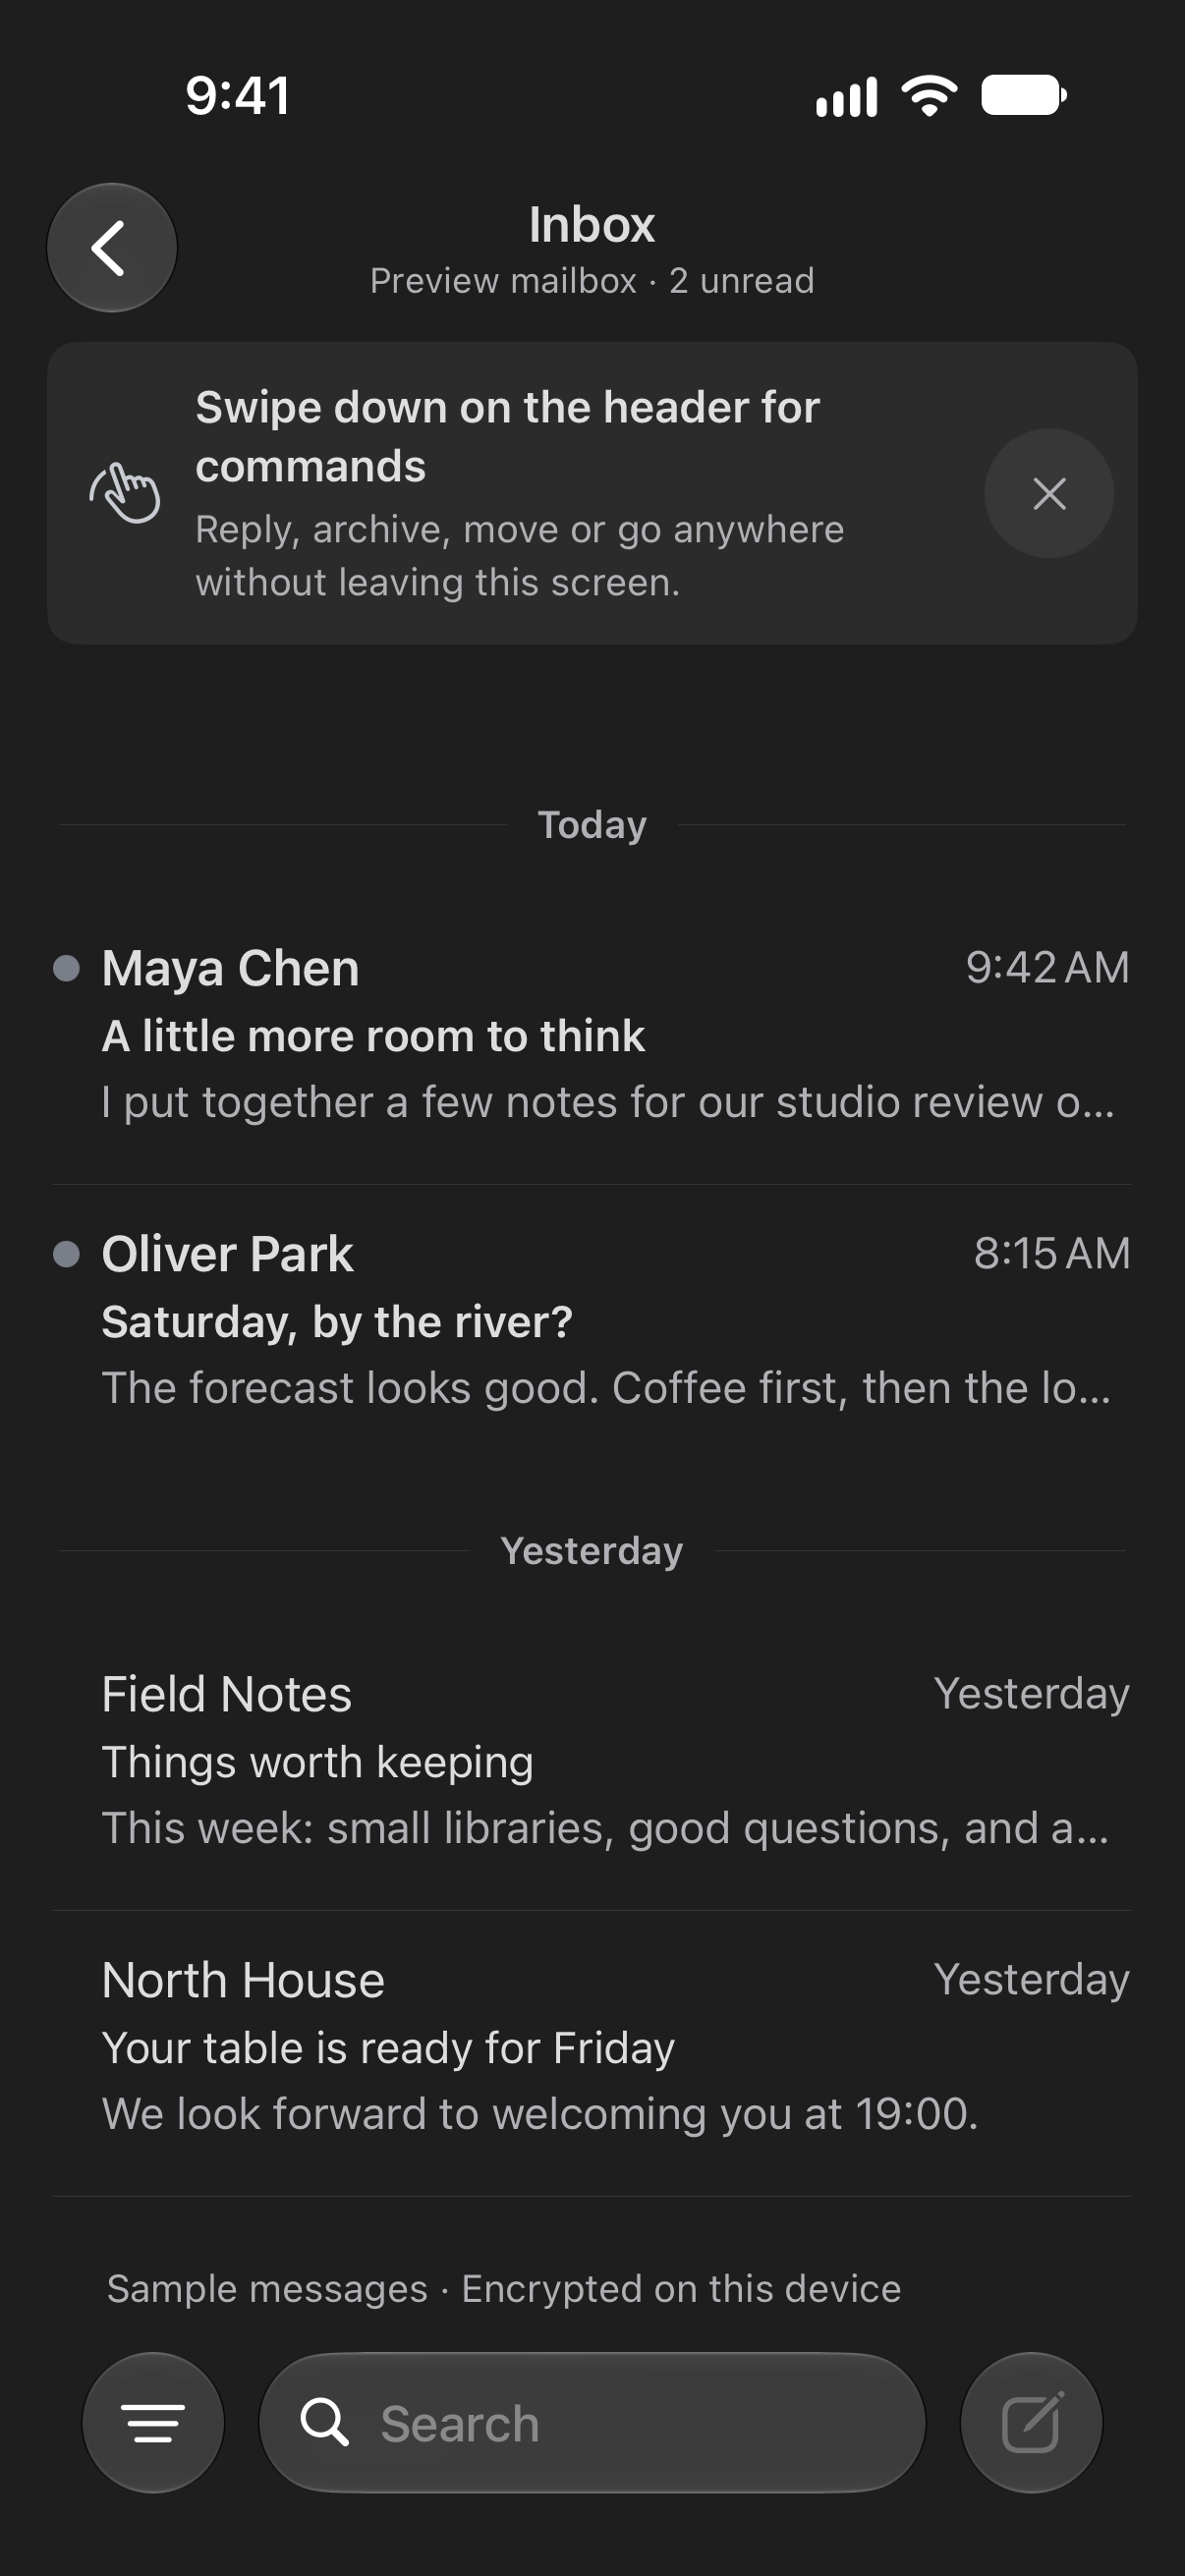 9:41
Inbox
Preview mailbox · 2 unread
Swipe down on the header for
commands
Reply, archive, move or go anywhere
without leaving this screen.
Today
Maya Chen 9:42 AM
A little more room to think
I put together a few notes for our studio review o...
Oliver Park 8:15 AM
Saturday, by the river?
The forecast looks good. Coffee first, then the lo...
Yesterday
Field Notes Yesterday
Things worth keeping
This week: small libraries, good questions, and a...
North House Yesterday
Your table is ready for Friday
We look forward to welcoming you at 19:00.
Sample messages · Encrypted on this device
Search